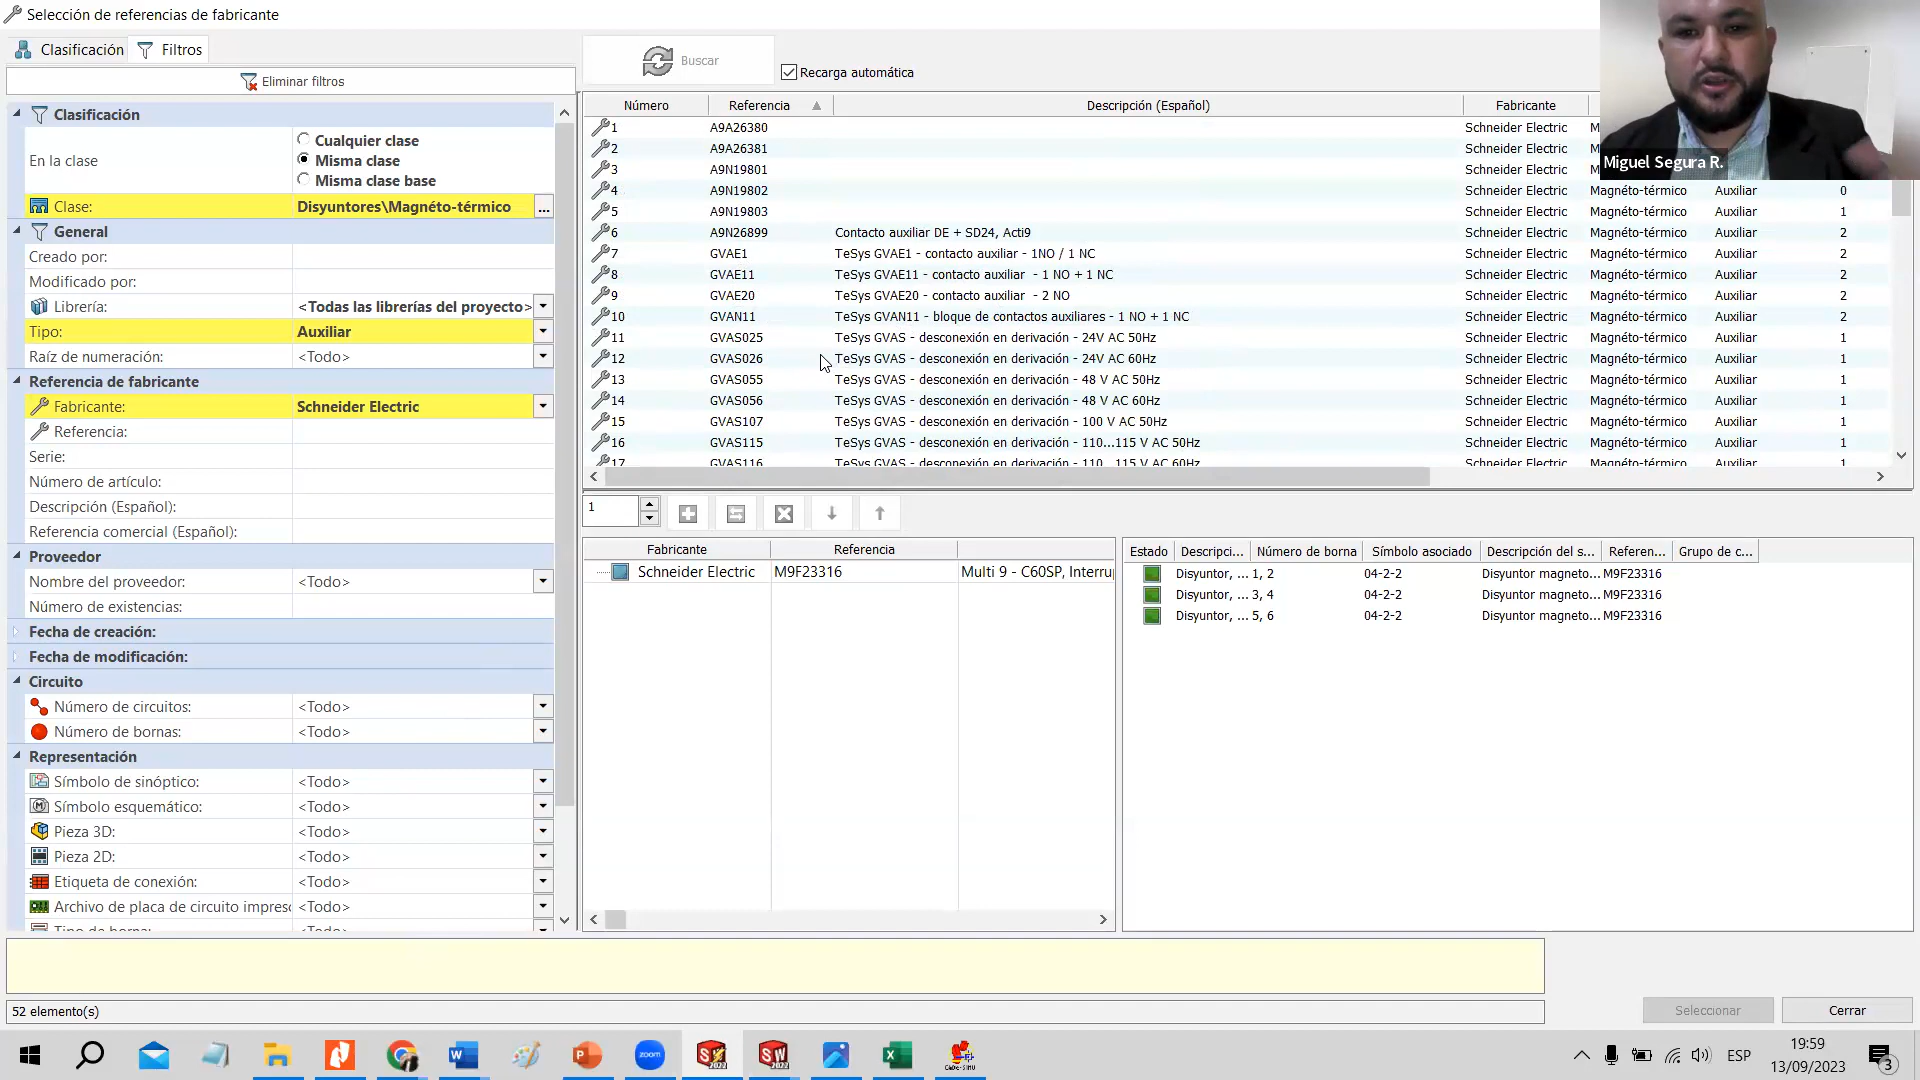 Selección de referencias de fabricante
Clasificación
Filtros
Eliminar filtros
Clasificación
En la clase
Cualquier clase
Misma clase
Misma clase base
Clase: Disyuntores\Magnéto-térmico ...
General
Creado por:
Modificado por:
Librería: <Todas las librerías del proyecto>
Tipo: Auxiliar
Raíz de numeración: <Todo>
Referencia de fabricante
Fabricante: Schneider Electric
Referencia:
Serie:
Número de artículo:
Descripción (Español):
Referencia comercial (Español):
Proveedor
Nombre del proveedor: <Todo>
Número de existencias:
Fecha de creación:
Fecha de modificación:
Circuito
Número de circuitos: <Todo>
Número de bornas: <Todo>
Representación
Símbolo de sinóptico: <Todo>
Símbolo esquemático: <Todo>
Pieza 3D: <Todo>
Pieza 2D: <Todo>
Etiqueta de conexión: <Todo>
Archivo de placa de circuito impreso <Todo>
Buscar
Recarga automática
Número Referencia Descripción (Español) Fabricante
1 A9A26380 Schneider Electric M
2 A9A26381 Schneider Electric M
3 A9N19801 Schneider Electric M
4 A9N19802 Schneider Electric Magnéto-térmico Auxiliar 0
5 A9N19803 Schneider Electric Magnéto-térmico Auxiliar 1
6 A9N26899 Contacto auxiliar DE + SD24, Acti9 Schneider Electric Magnéto-térmico Auxiliar 2
7 GVAE1 TeSys GVAE1 - contacto auxiliar - 1NO / 1 NC Schneider Electric Magnéto-térmico Auxiliar 2
8 GVAE11 TeSys GVAE11 - contacto auxiliar - 1 NO + 1 NC Schneider Electric Magnéto-térmico Auxiliar 2
9 GVAE20 TeSys GVAE20 - contacto auxiliar - 2 NO Schneider Electric Magnéto-térmico Auxiliar 2
10 GVAN11 TeSys GVAN11 - bloque de contactos auxiliares - 1 NO + 1 NC Schneider Electric Magnéto-térmico Auxiliar 2
11 GVAS025 TeSys GVAS - desconexión en derivación - 24V AC 50Hz Schneider Electric Magnéto-térmico Auxiliar 1
12 GVAS026 TeSys GVAS - desconexión en derivación - 24V AC 60Hz Schneider Electric Magnéto-térmico Auxiliar 1
13 GVAS055 TeSys GVAS - desconexión en derivación - 48 V AC 50Hz Schneider Electric Magnéto-térmico Auxiliar 1
14 GVAS056 TeSys GVAS - desconexión en derivación - 48 V AC 60Hz Schneider Electric Magnéto-térmico Auxiliar 1
15 GVAS107 TeSys GVAS - desconexión en derivación - 100 V AC 50Hz Schneider Electric Magnéto-térmico Auxiliar 1
16 GVAS115 TeSys GVAS - desconexión en derivación - 110...115 V AC 50Hz Schneider Electric Magnéto-térmico Auxiliar 1
17 GVAS116 TeSys GVAS - desconexión en derivación - 110...115 V AC 60Hz Schneider Electric Magnéto-térmico Auxiliar 1
Miguel Segura R.
1
Fabricante Referencia
Schneider Electric M9F23316 Multi 9 - C60SP, Interru
Estado Descripci... Número de borna Símbolo asociado Descripción del s... Referen... Grupo de c...
Disyuntor, ... 1, 2 04-2-2 Disyuntor magneto... M9F23316
Disyuntor, ... 3, 4 04-2-2 Disyuntor magneto... M9F23316
Disyuntor, ... 5, 6 04-2-2 Disyuntor magneto... M9F23316
52 elemento(s)
Seleccionar
Cerrar
ESP
19:59
13/09/2023
3